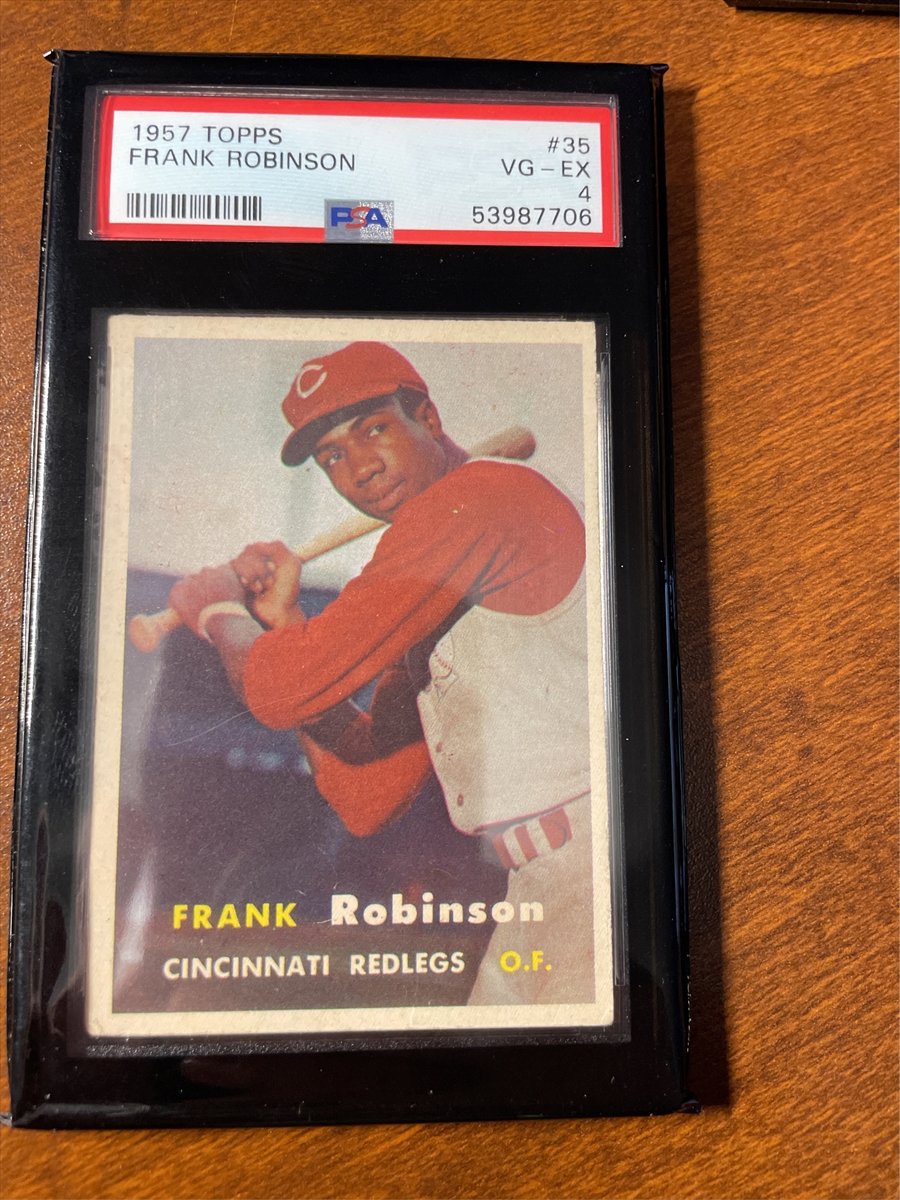 1957 TOPPS #35
FRANK ROBINSON VG-EX
4
PSA 53987706
C
FRANK Robinson
CINCINNATI REDLEGS O.F.